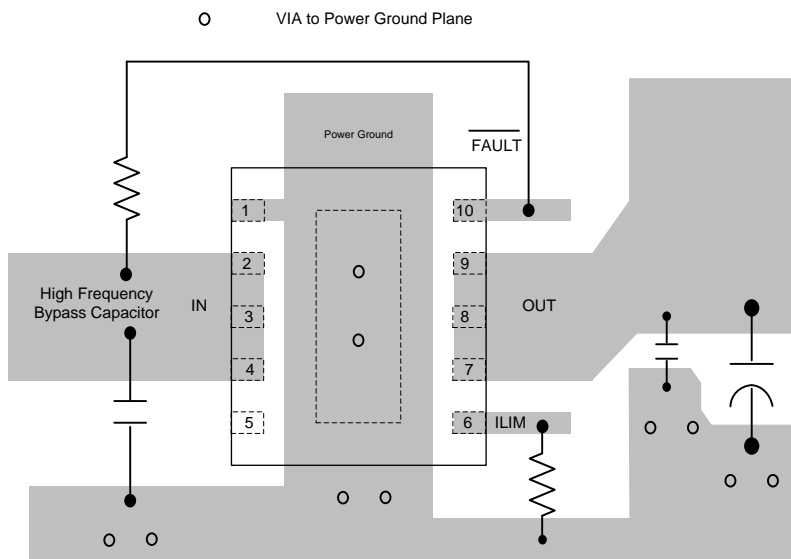 VIA to Power Ground Plane
Power Ground
FAULT
1
10
2
9
High Frequency
Bypass Capacitor
IN
3
8
OUT
4
7
5
6
ILIM